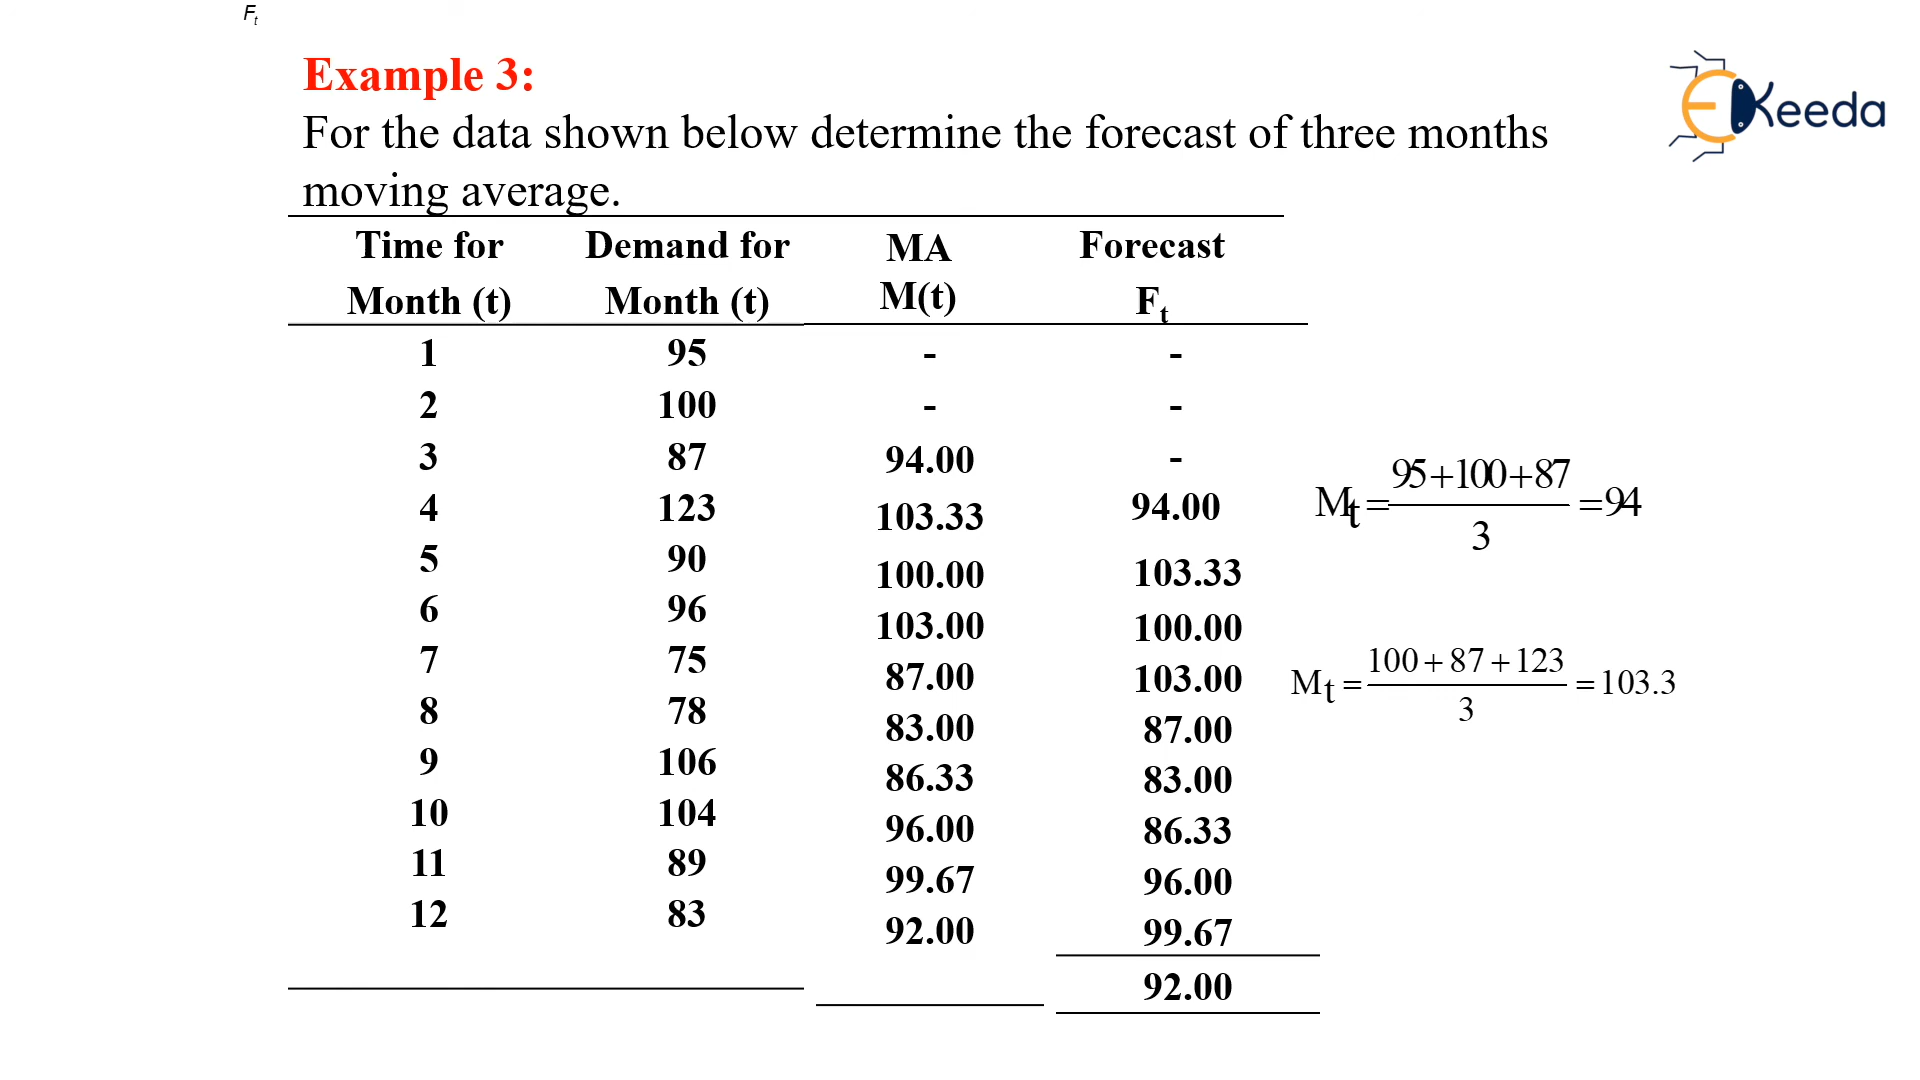 Ft
Example 3:
For the data shown below determine the forecast of three months
moving average.
Keeda
Time for Demand for MA Forecast
Month (t) Month (t) M(t) Ft
1 95 - -
2 100 - -
3 87 94.00 -
4 123 103.33 94.00
5 90 100.00 103.33
6 96 103.00 100.00
7 75 87.00 103.00
8 78 83.00 87.00
9 106 86.33 83.00
10 104 96.00 86.33
11 89 99.67 96.00
12 83 92.00 99.67
92.00
Mt = (95+100+87)/3 = 94
Mt = (100+87+123)/3 = 103.3